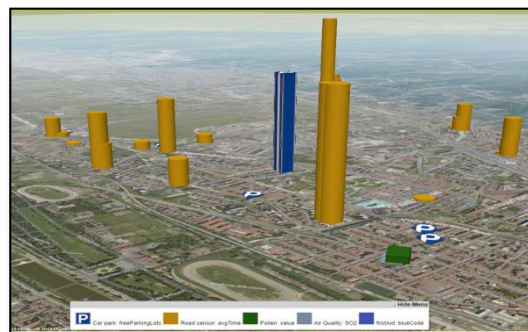 P
P
P
- Hide Menu
P Car park: freeParkingLots Road sensor: avgTime Pollen: value Air Quality: SO2 firstAid: blueCode